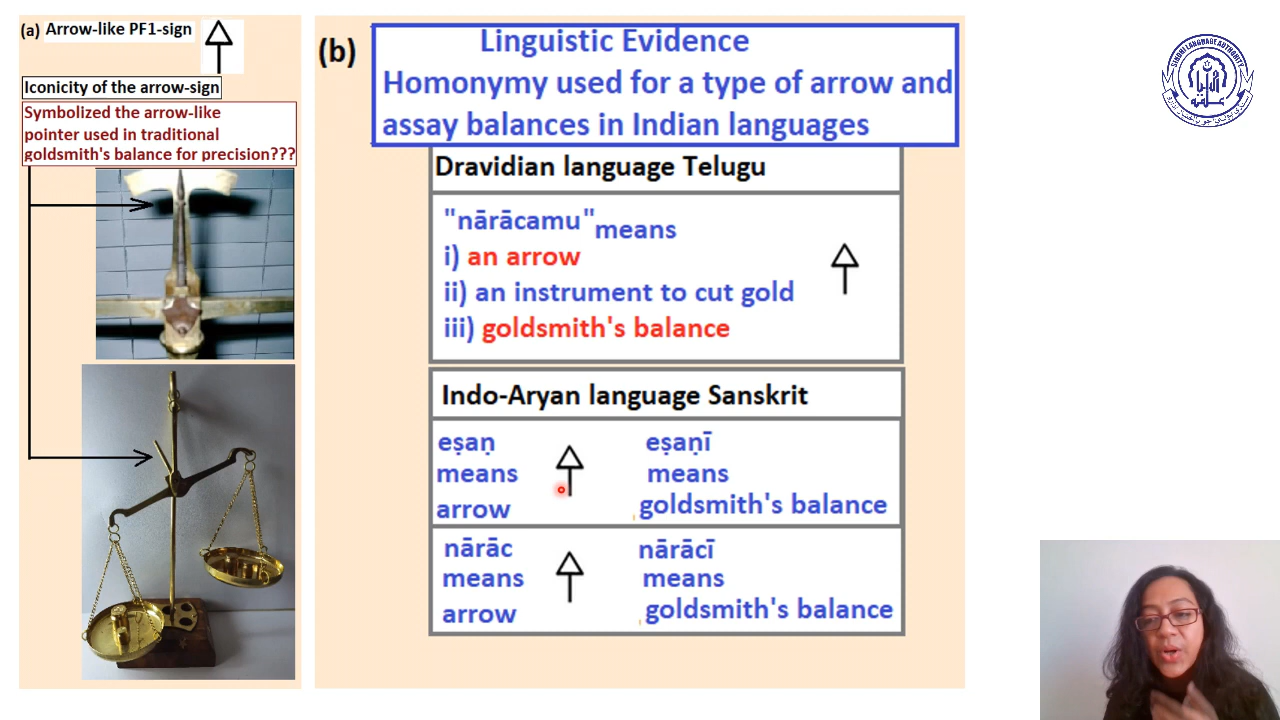 (a) Arrow-like PF1-sign
Iconicity of the arrow-sign
Symbolized the arrow-like
pointer used in traditional
goldsmith's balance for precision???
(b)
Linguistic Evidence
Homonymy used for a type of arrow and
assay balances in Indian languages
Dravidian language Telugu
"nārācamu" means
i) an arrow
ii) an instrument to cut gold
iii) goldsmith's balance
Indo-Aryan language Sanskrit
eṣaṇ
means
arrow
eṣaṇī
means
goldsmith's balance
nārāc
means
arrow
nārācī
means
goldsmith's balance
SINDHI LANGUAGE AUTHORITY